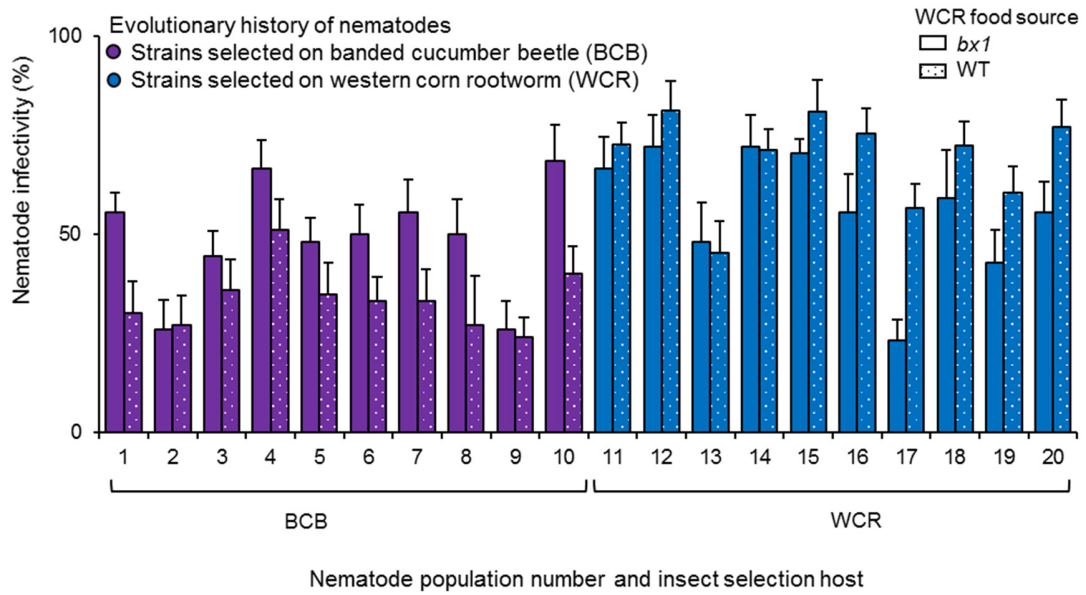 Evolutionary history of nematodes
Strains selected on banded cucumber beetle (BCB)
Strains selected on western corn rootworm (WCR)
WCR food source
bx1
WT
Nematode infectivity (%)
100
50
0
1 2 3 4 5 6 7 8 9 10 11 12 13 14 15 16 17 18 19 20
BCB WCR
Nematode population number and insect selection host